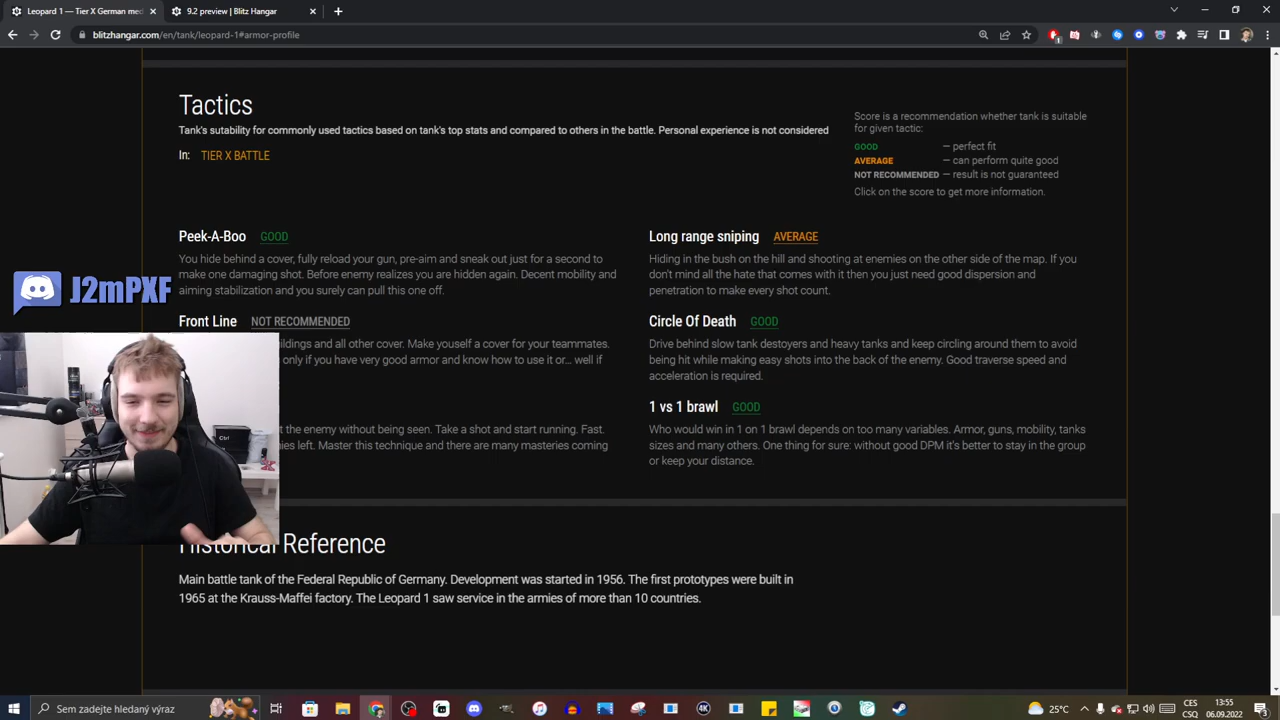 Leopard 1 — Tier X German med
9.2 preview | Blitz Hangar
blitzhangar.com/en/tank/leopard-1#armor-profile
Tactics
Tank's sutability for commonly used tactics based on tank's top stats and compared to others in the battle. Personal experience is not considered
In: TIER X BATTLE
Score is a recommendation whether tank is suitable
for given tactic:
GOOD — perfect fit
AVERAGE — can perform quite good
NOT RECOMMENDED — result is not guaranteed
Click on the score to get more information.
Peek-A-Boo GOOD
You hide behind a cover, fully reload your gun, pre-aim and sneak out just for a second to
make one damaging shot. Before enemy realizes you are hidden again. Decent mobility and
aiming stabilization and you surely can pull this one off.
Long range sniping AVERAGE
Hiding in the bush on the hill and shooting at enemies on the other side of the map. If you
don't mind all the hate that comes with it then you just need good dispersion and
penetration to make every shot count.
J2mPXF
Front Line NOT RECOMMENDED
ildings and all other cover. Make youself a cover for your teammates.
only if you have very good armor and know how to use it or... well if
Circle Of Death GOOD
Drive behind slow tank destoyers and heavy tanks and keep circling around them to avoid
being hit while making easy shots into the back of the enemy. Good traverse speed and
acceleration is required.
t the enemy without being seen. Take a shot and start running. Fast.
nies left. Master this technique and there are many masteries coming
1 vs 1 brawl GOOD
Who would win in 1 on 1 brawl depends on too many variables. Armor, guns, mobility, tanks
sizes and many others. One thing for sure: without good DPM it's better to stay in the group
or keep your distance.
Ctrl
Historical Reference
Main battle tank of the Federal Republic of Germany. Development was started in 1956. The first prototypes were built in
1965 at the Krauss-Maffei factory. The Leopard 1 saw service in the armies of more than 10 countries.
Sem zadejte hledaný výraz
4K
25°C
CES
CSQ
13:55
06.09.2022